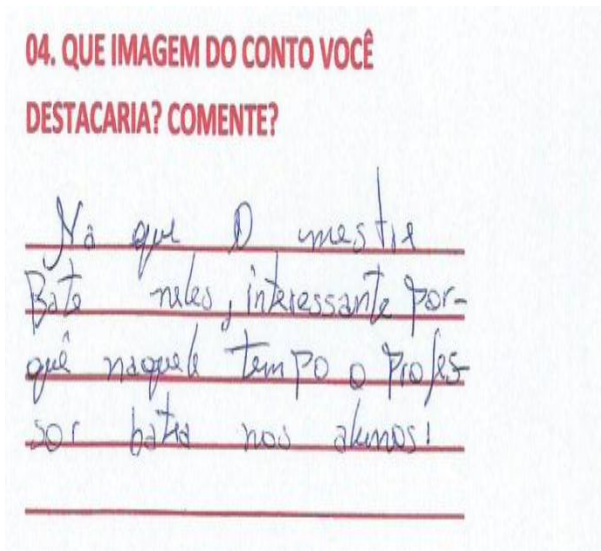 04. QUE IMAGEM DO CONTO VOCÊ
DESTACARIA? COMENTE?
Na que O mestre
Bate neles, interessante por-
quê naquele tempo o profes-
sor batia nos alunos!